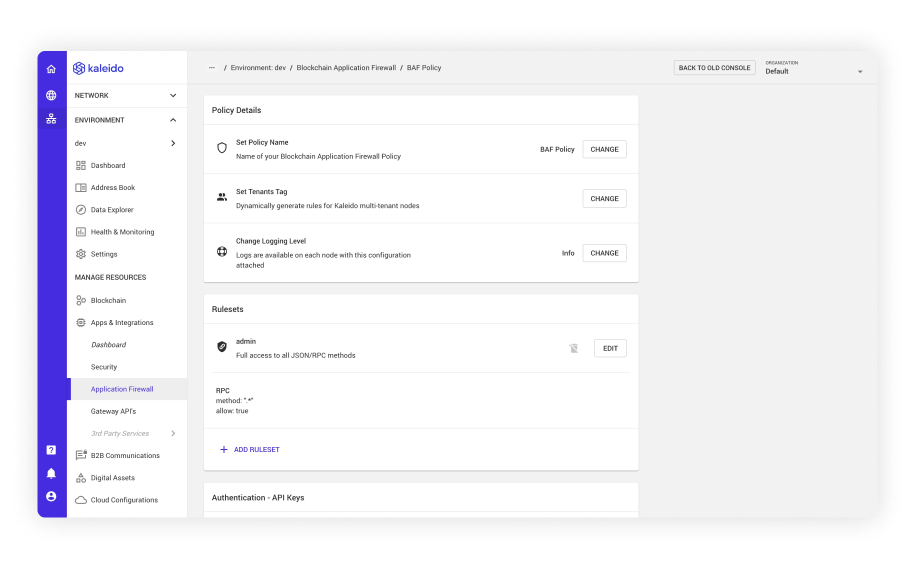 kaleido
... / Environment: dev / Blockchain Application Firewall / BAF Policy
BACK TO OLD CONSOLE
ORGANIZATION
Default
NETWORK
ENVIRONMENT
dev
Dashboard
Address Book
Data Explorer
Health & Monitoring
Settings
MANAGE RESOURCES
Blockchain
Apps & Integrations
Dashboard
Security
Application Firewall
Gateway API's
3rd Party Services
B2B Communications
Digital Assets
Cloud Configurations
?
Policy Details
Set Policy Name
Name of your Blockchain Application Firewall Policy
BAF Policy
CHANGE
Set Tenants Tag
Dynamically generate rules for Kaleido multi-tenant nodes
CHANGE
Change Logging Level
Logs are available on each node with this configuration
attached
Info
CHANGE
Rulesets
admin
Full access to all JSON/RPC methods
EDIT
RPC
method: ".*"
allow: true
+ ADD RULESET
Authentication - API Keys